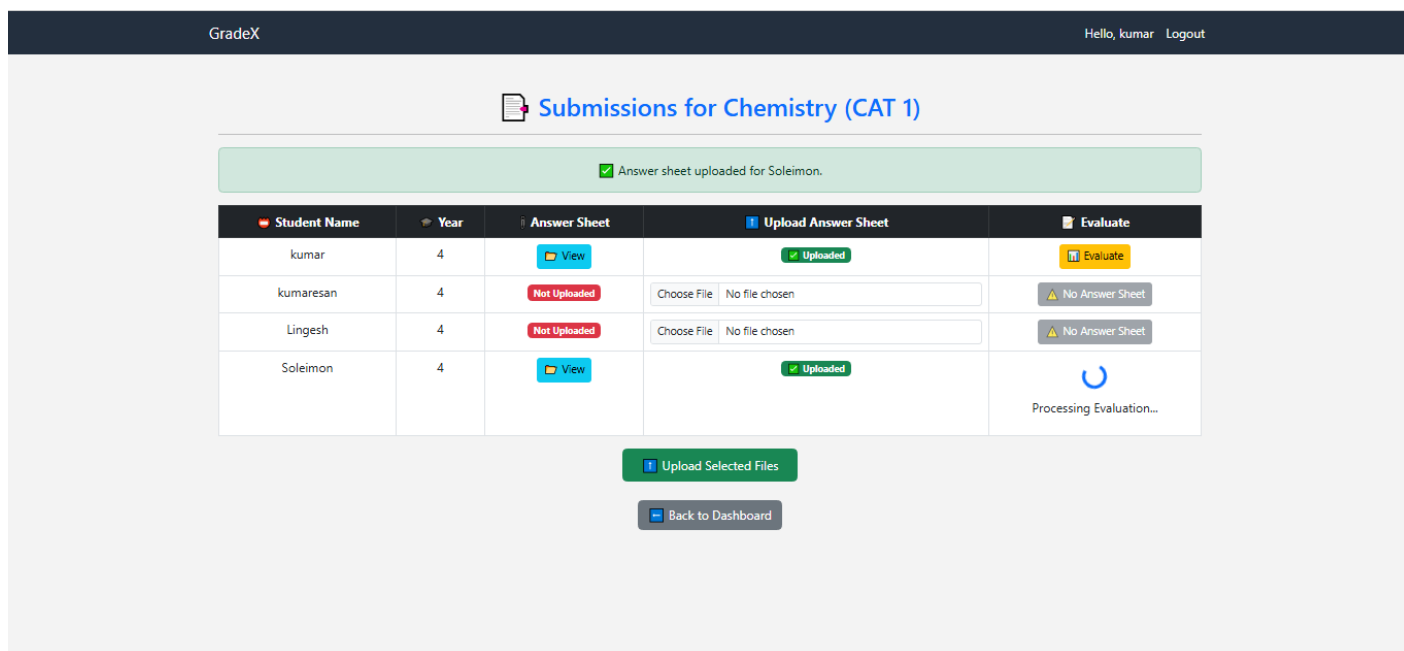 GradeX Hello, kumar Logout
Submissions for Chemistry (CAT 1)
Answer sheet uploaded for Soleimon.
Student Name Year Answer Sheet Upload Answer Sheet Evaluate
kumar 4 View Uploaded Evaluate
kumaresan 4 Not Uploaded Choose File No file chosen No Answer Sheet
Lingesh 4 Not Uploaded Choose File No file chosen No Answer Sheet
Soleimon 4 View Uploaded
Processing Evaluation...
Upload Selected Files
Back to Dashboard